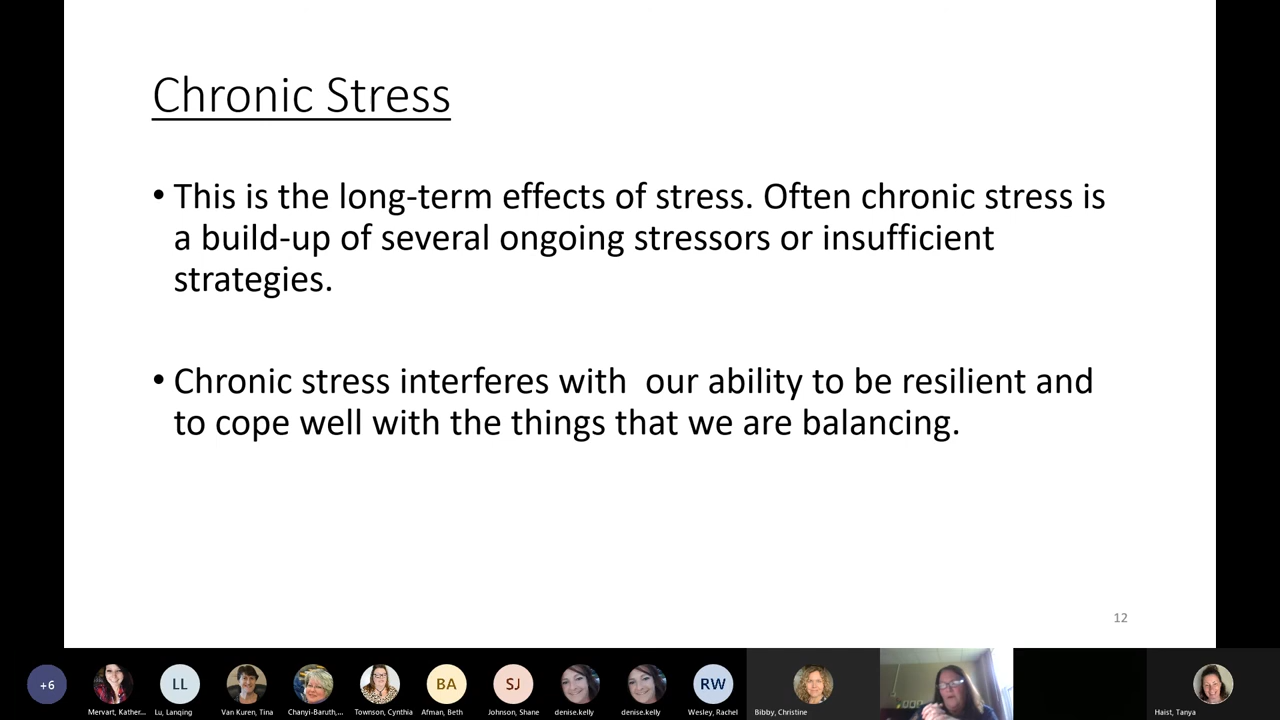 Chronic Stress
• This is the long-term effects of stress. Often chronic stress is
a build-up of several ongoing stressors or insufficient
strategies.
• Chronic stress interferes with  our ability to be resilient and
to cope well with the things that we are balancing.
12
+6
LL
BA
SJ
RW
Mervart, Kather...
Lu, Lanqing
Van Kuren, Tina
Chanyi-Baruth,...
Townson, Cynthia
Afman, Beth
Johnson, Shane
denise.kelly
denise.kelly
Wesley, Rachel
Bibby, Christine
Haist, Tanya